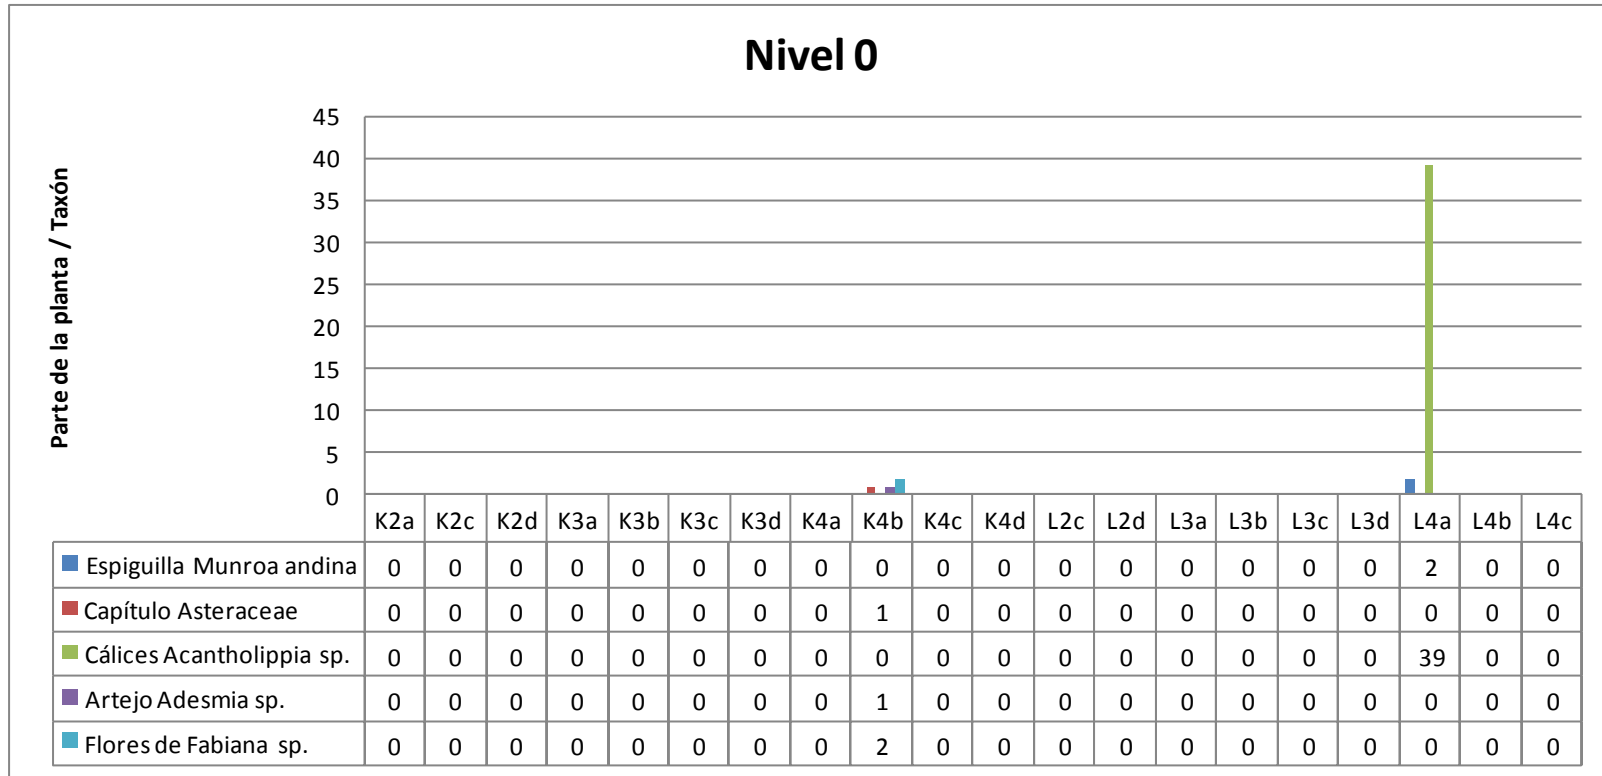 Nivel 0
Parte de la planta / Taxón
45
40
35
30
25
20
15
10
5
0
K2a K2c K2d K3a K3b K3c K3d K4a K4b K4c K4d L2c L2d L3a L3b L3c L3d L4a L4b L4c
Espiguilla Munroa andina 0 0 0 0 0 0 0 0 0 0 0 0 0 0 0 0 0 2 0 0
Capítulo Asteraceae 0 0 0 0 0 0 0 0 1 0 0 0 0 0 0 0 0 0 0 0
Cálices Acantholippia sp. 0 0 0 0 0 0 0 0 0 0 0 0 0 0 0 0 0 39 0 0
Artejo Adesmia sp. 0 0 0 0 0 0 0 0 1 0 0 0 0 0 0 0 0 0 0 0
Flores de Fabiana sp. 0 0 0 0 0 0 0 0 2 0 0 0 0 0 0 0 0 0 0 0